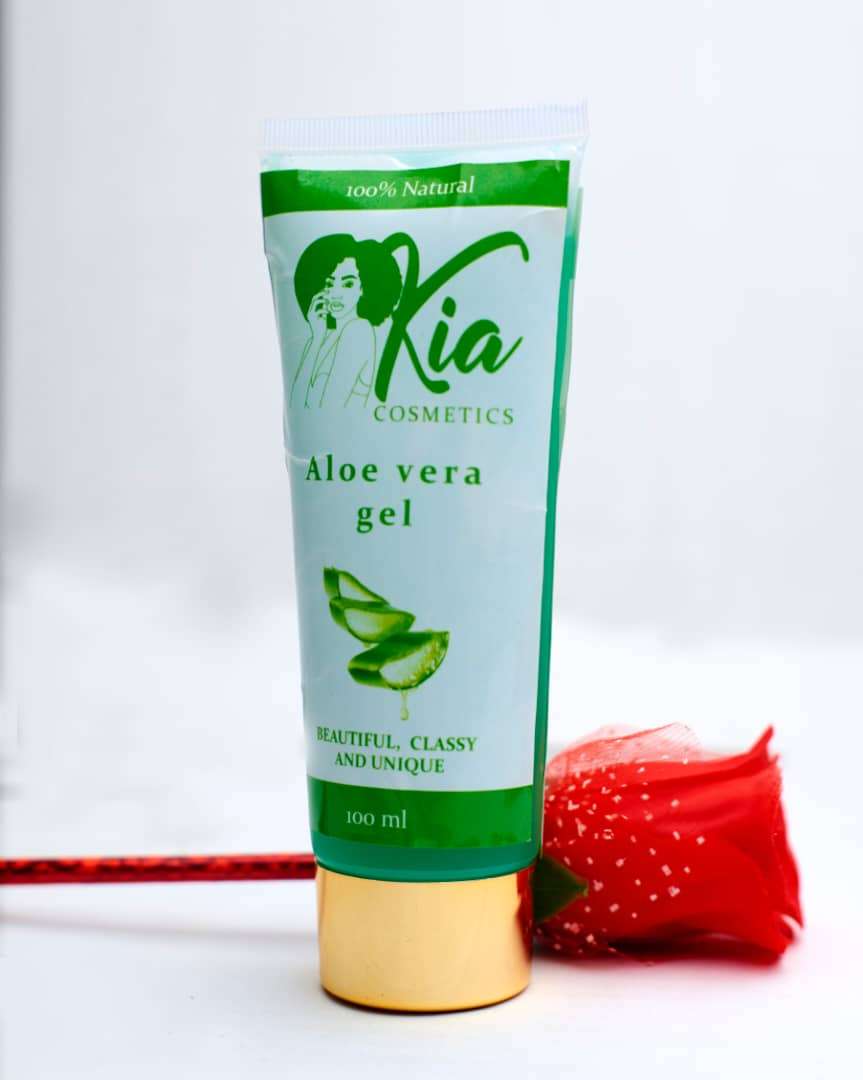 100% Natural
Kia
COSMETICS
Aloe vera
gel
BEAUTIFUL, CLASSY
AND UNIQUE
100 ml